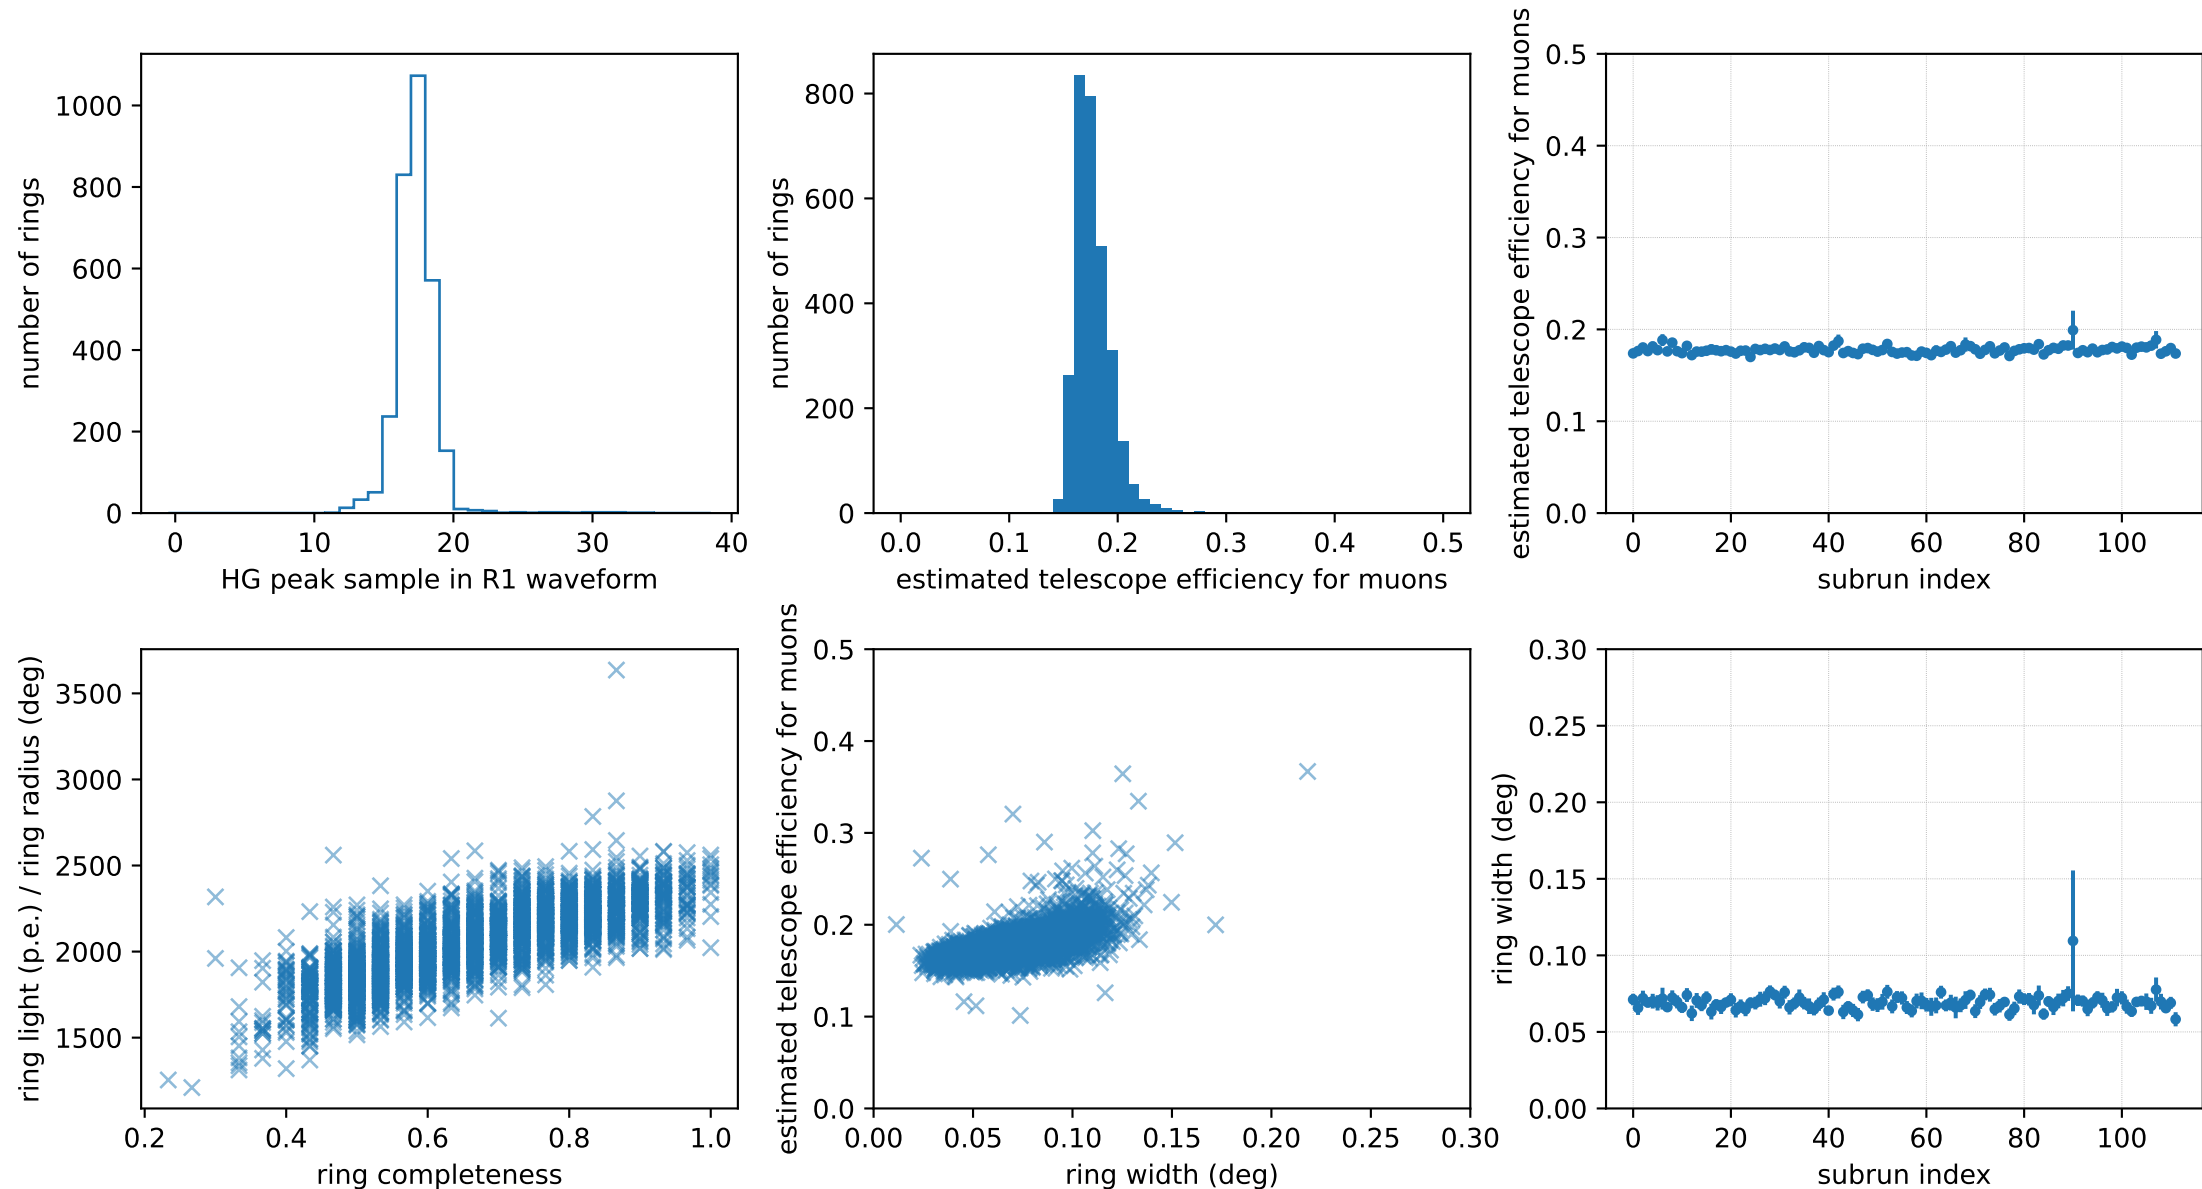 number of rings
1000
800
600
400
200
0
0 10 20 30 40
HG peak sample in R1 waveform
number of rings
800
600
400
200
0
0.0 0.1 0.2 0.3 0.4 0.5
estimated telescope efficiency for muons
estimated telescope efficiency for muons
0.5
0.4
0.3
0.2
0.1
0.0
0 20 40 60 80 100
subrun index
ring light (p.e.) / ring radius (deg)
3500
3000
2500
2000
1500
0.2 0.4 0.6 0.8 1.0
ring completeness
estimated telescope efficiency for muons
0.5
0.4
0.3
0.2
0.1
0.0
0.00 0.05 0.10 0.15 0.20 0.25 0.30
ring width (deg)
ring width (deg)
0.30
0.25
0.20
0.15
0.10
0.05
0.00
0 20 40 60 80 100
subrun index